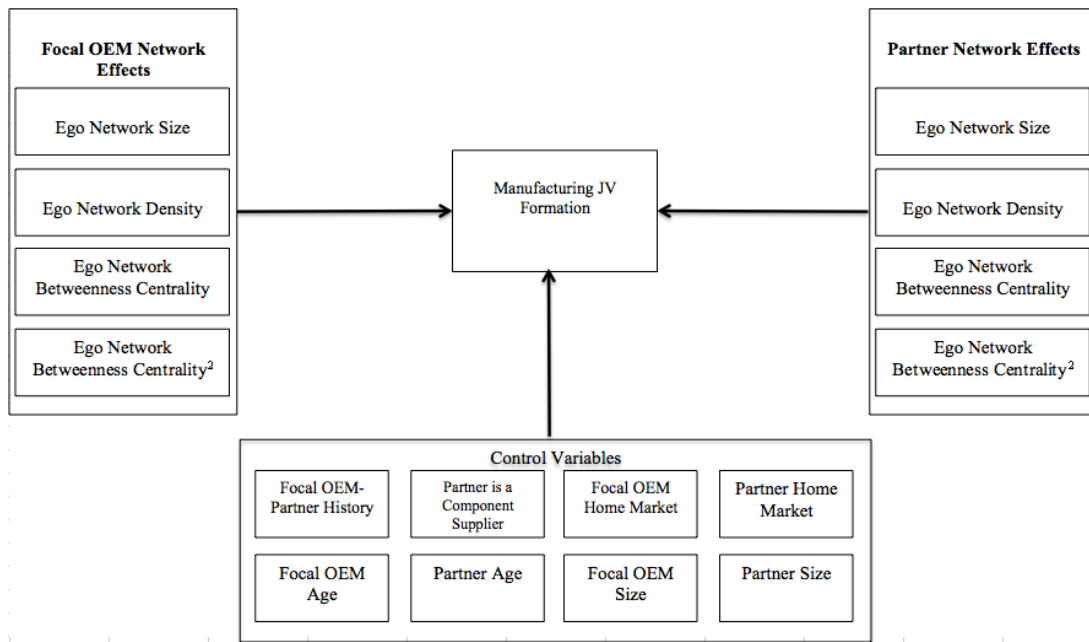 Focal OEM Network
Effects
Ego Network Size
Ego Network Density
Ego Network
Betweenness Centrality
Ego Network
Betweenness Centrality²
Manufacturing JV
Formation
Partner Network Effects
Ego Network Size
Ego Network Density
Ego Network
Betweenness Centrality
Ego Network
Betweenness Centrality²
Control Variables
Focal OEM-
Partner History
Partner is a
Component
Supplier
Focal OEM
Home Market
Partner Home
Market
Focal OEM
Age
Partner Age
Focal OEM
Size
Partner Size